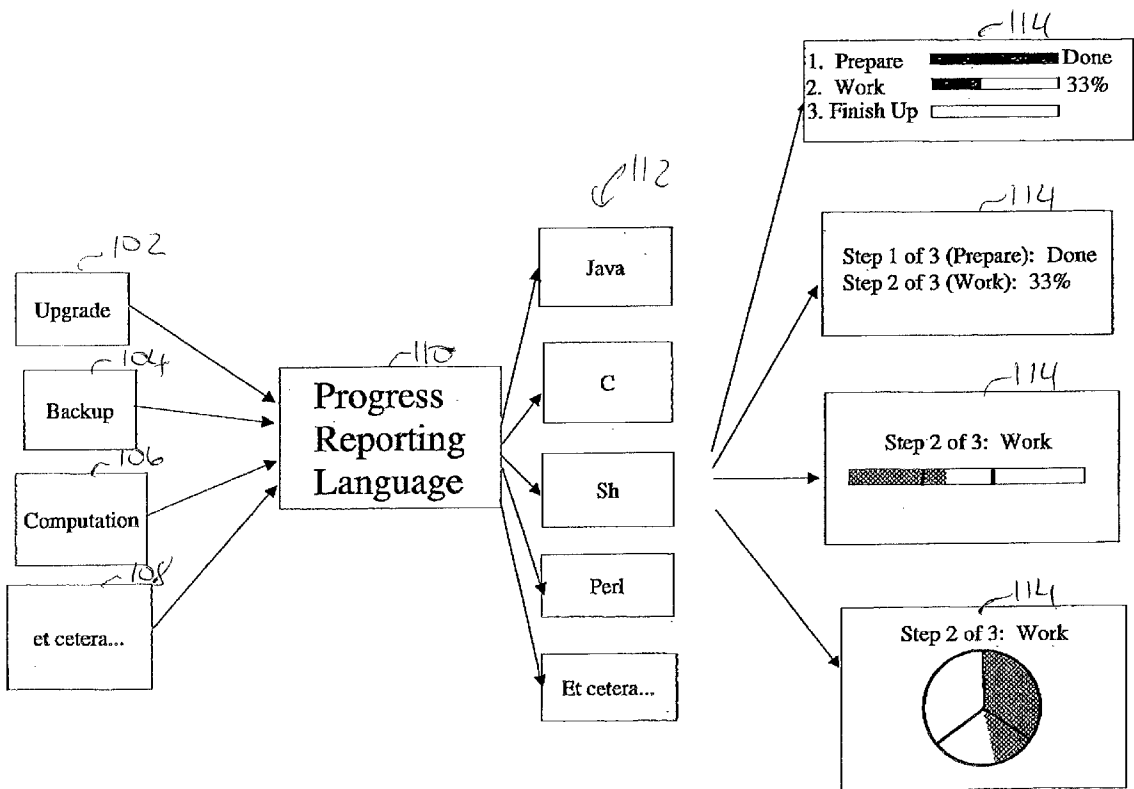 102
Upgrade
104
Backup
106
Computation
108
et cetera...
110
Progress
Reporting
Language
112
Java
C
Sh
Perl
Et cetera...
114
1. Prepare Done
2. Work 33%
3. Finish Up
114
Step 1 of 3 (Prepare): Done
Step 2 of 3 (Work): 33%
114
Step 2 of 3: Work
114
Step 2 of 3: Work